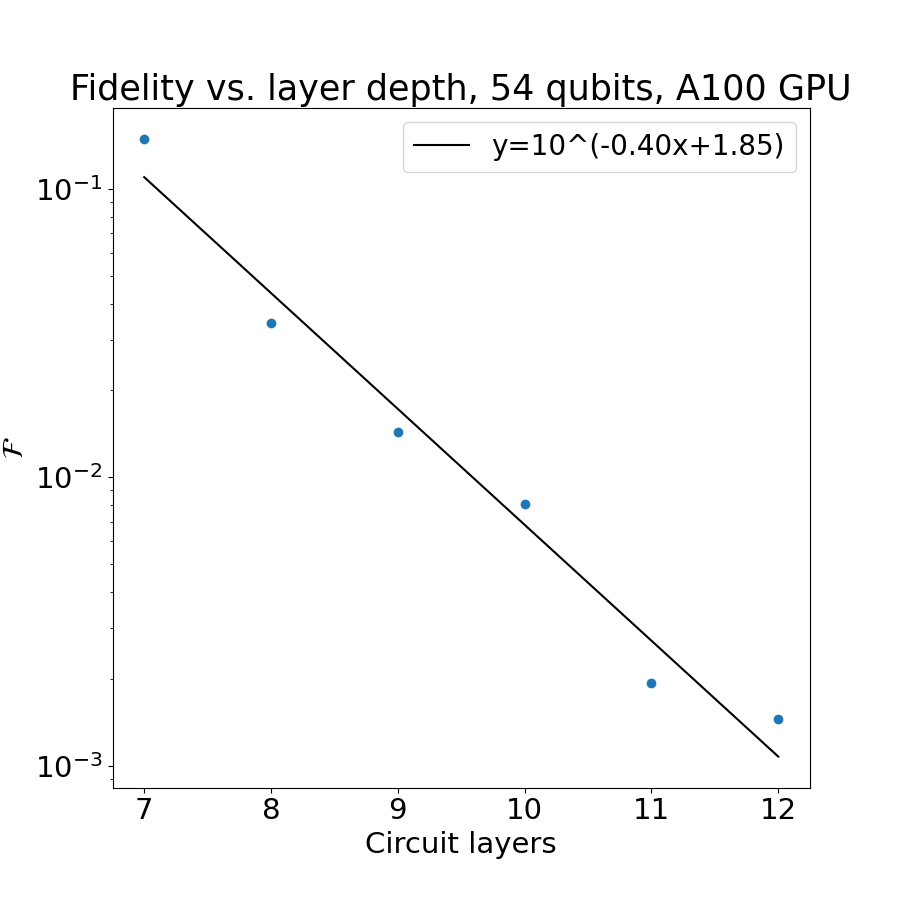 Fidelity vs. layer depth, 54 qubits, A100 GPU
y=10^(-0.40x+1.85)
10⁻¹
10⁻²
10⁻³
ℱ
7 8 9 10 11 12
Circuit layers